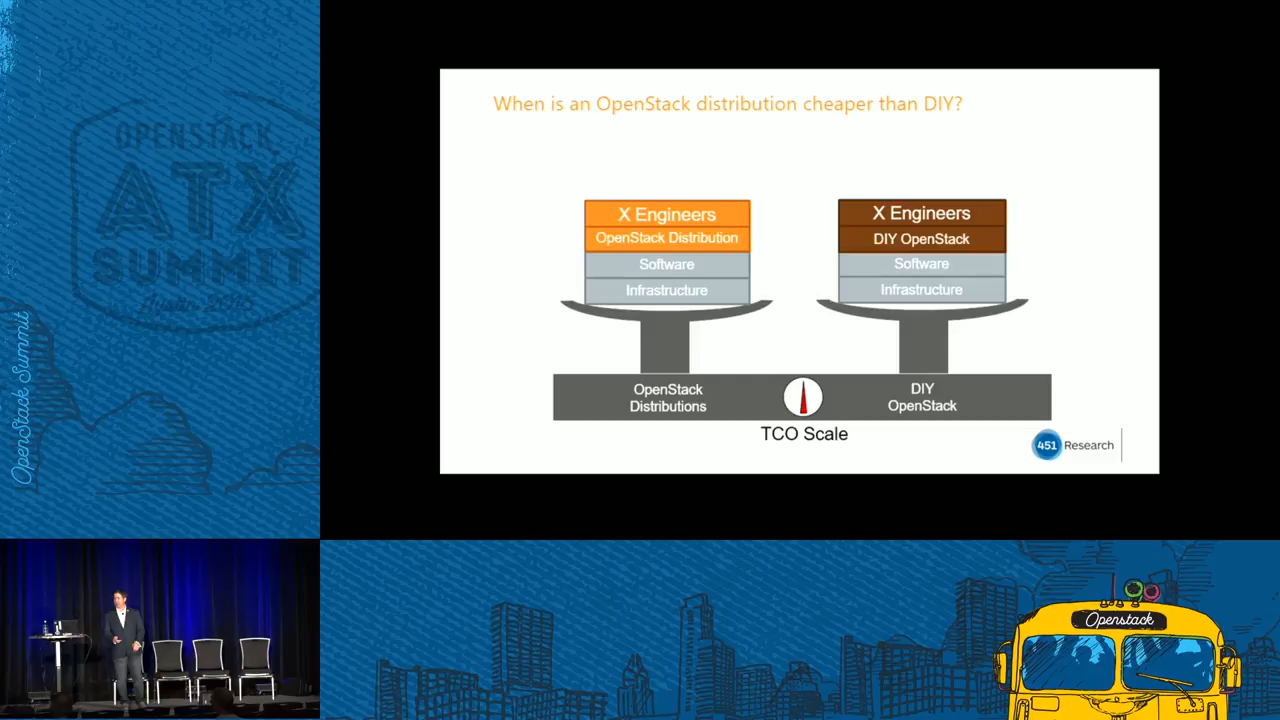 OPENSTACK
ATX
SUMMIT
Austin
OpenStack Summit
When is an OpenStack distribution cheaper than DIY?
X Engineers
OpenStack Distribution
Software
Infrastructure
X Engineers
DIY OpenStack
Software
Infrastructure
OpenStack
Distributions
DIY
OpenStack
TCO Scale
451 Research
Openstack